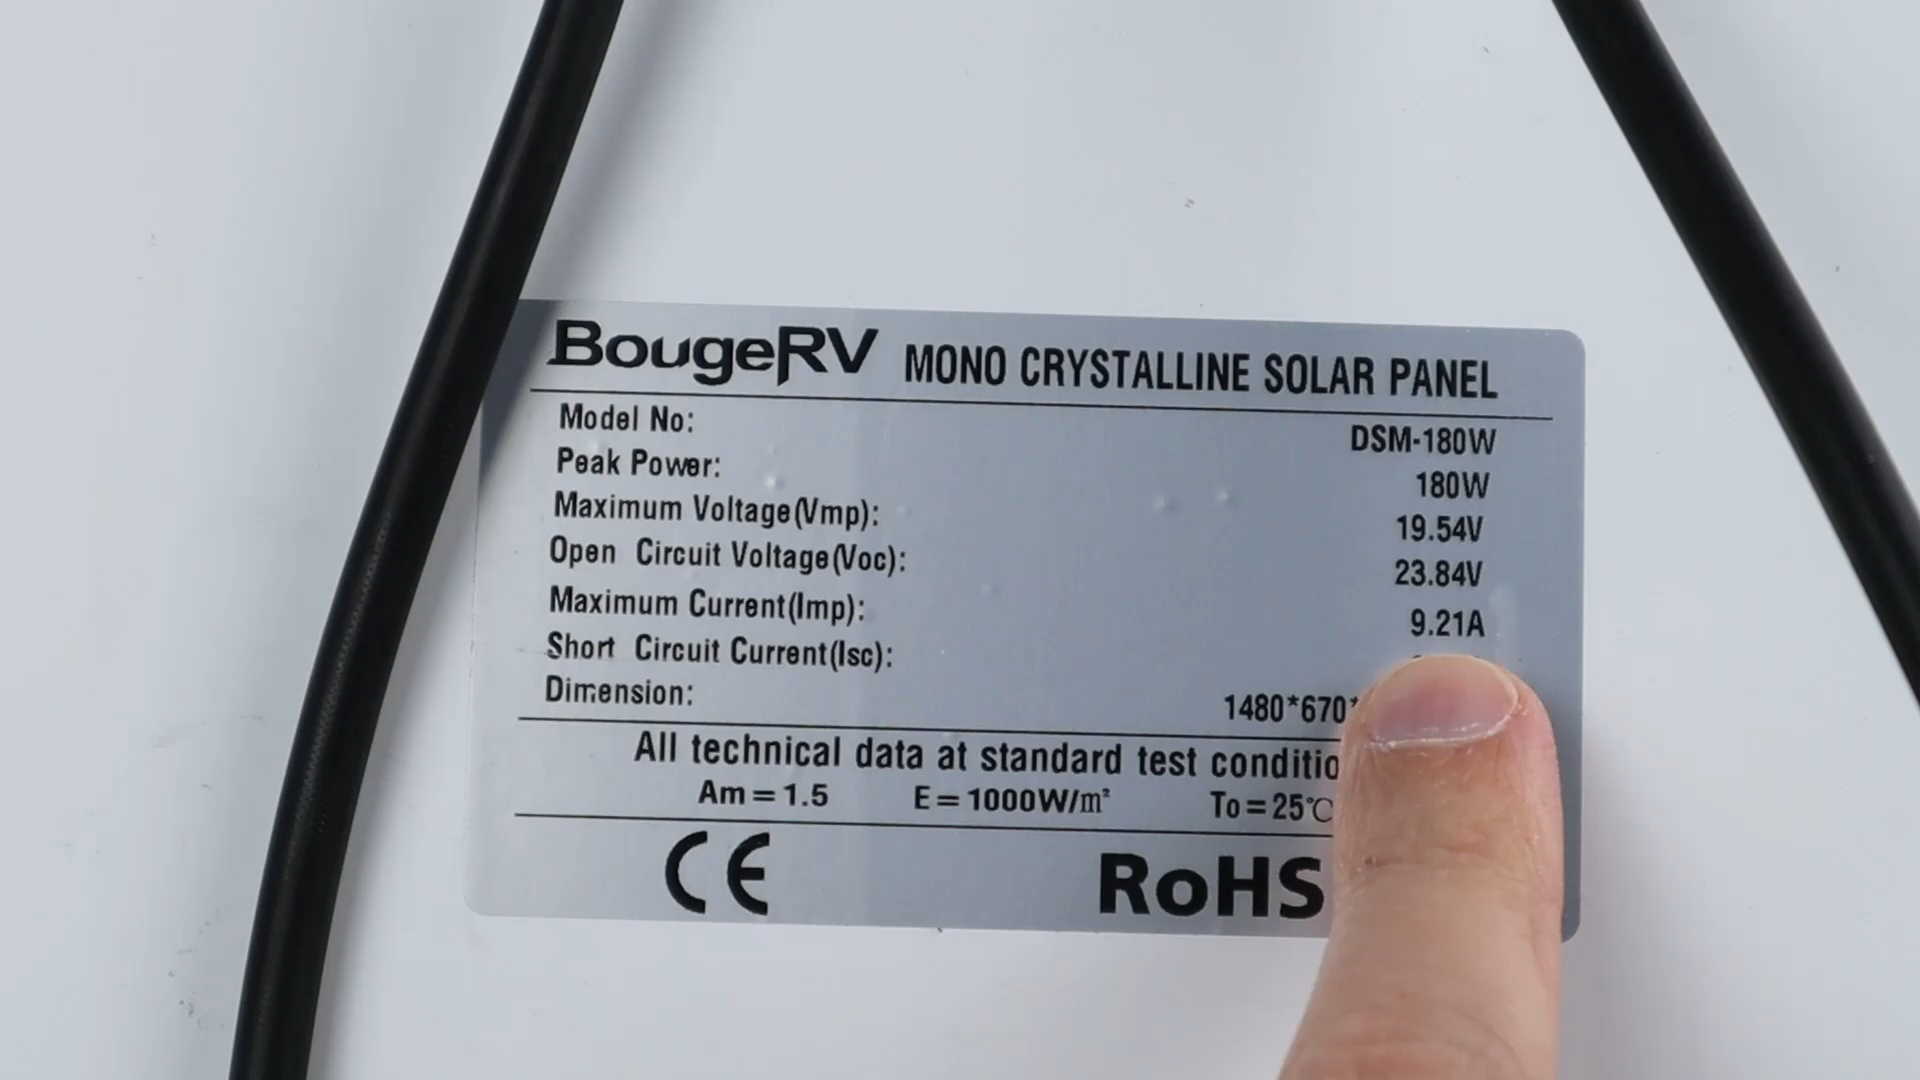 BougeRV MONO CRYSTALLINE SOLAR PANEL
Model No: DSM-180W
Peak Power: 180W
Maximum Voltage(Vmp): 19.54V
Open Circuit Voltage(Voc): 23.84V
Maximum Current(Imp): 9.21A
Short Circuit Current(Isc):
Dimension: 1480*670*
All technical data at standard test
Am=1.5 E=1000W/m² To=25℃
CE RoHS